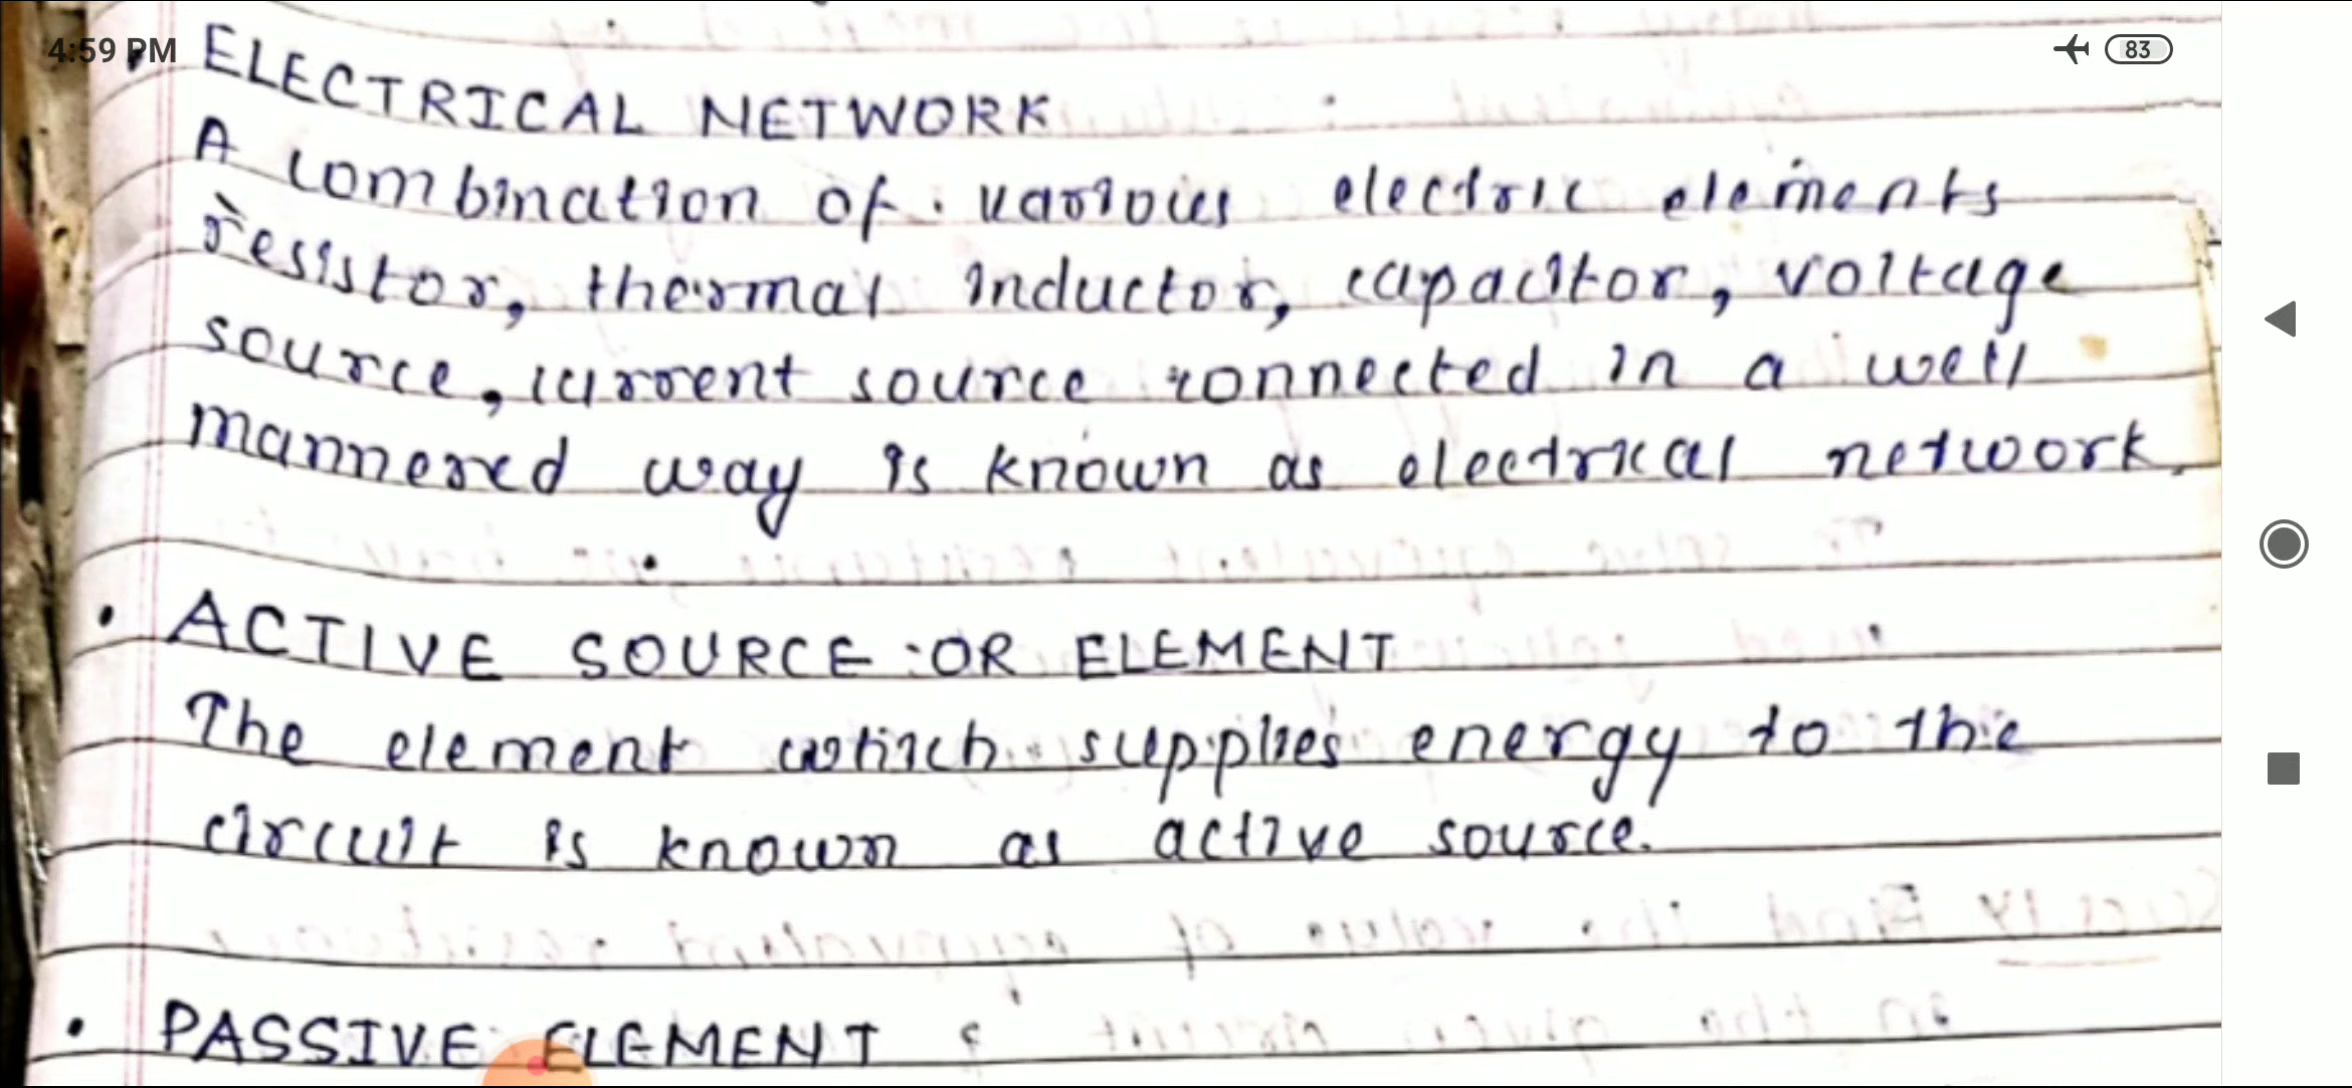 4:59 PM
83
• ELECTRICAL NETWORK
A combination of various electric elements
resistor, thermal inductor, capacitor, voltage
source, current source connected in a well
mannered way is known as electrical network.
• ACTIVE SOURCE OR ELEMENT
The element which supplies energy to the
circuit is known as active source.
• PASSIVE ELEMENT